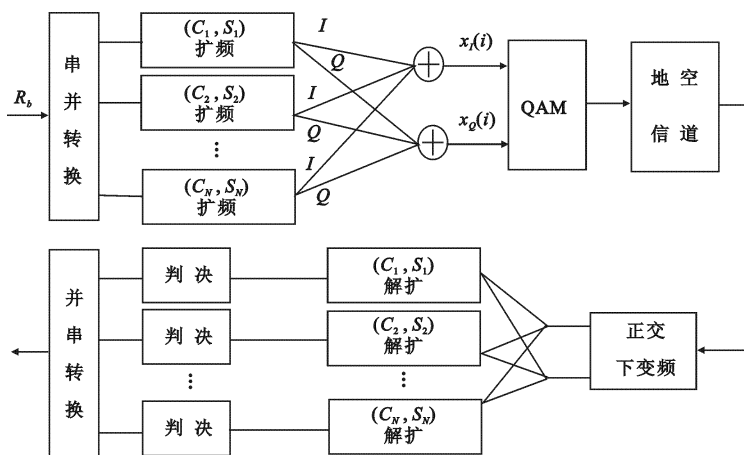 R_b
串并转换
(C_1, S_1)
扩频
(C_2, S_2)
扩频
⋮
(C_N, S_N)
扩频
I
Q
I
Q
I
Q
x_I(i)
x_Q(i)
QAM
地空
信道
并串转换
判决
判决
⋮
判决
(C_1, S_1)
解扩
(C_2, S_2)
解扩
⋮
(C_N, S_N)
解扩
正交
下变频